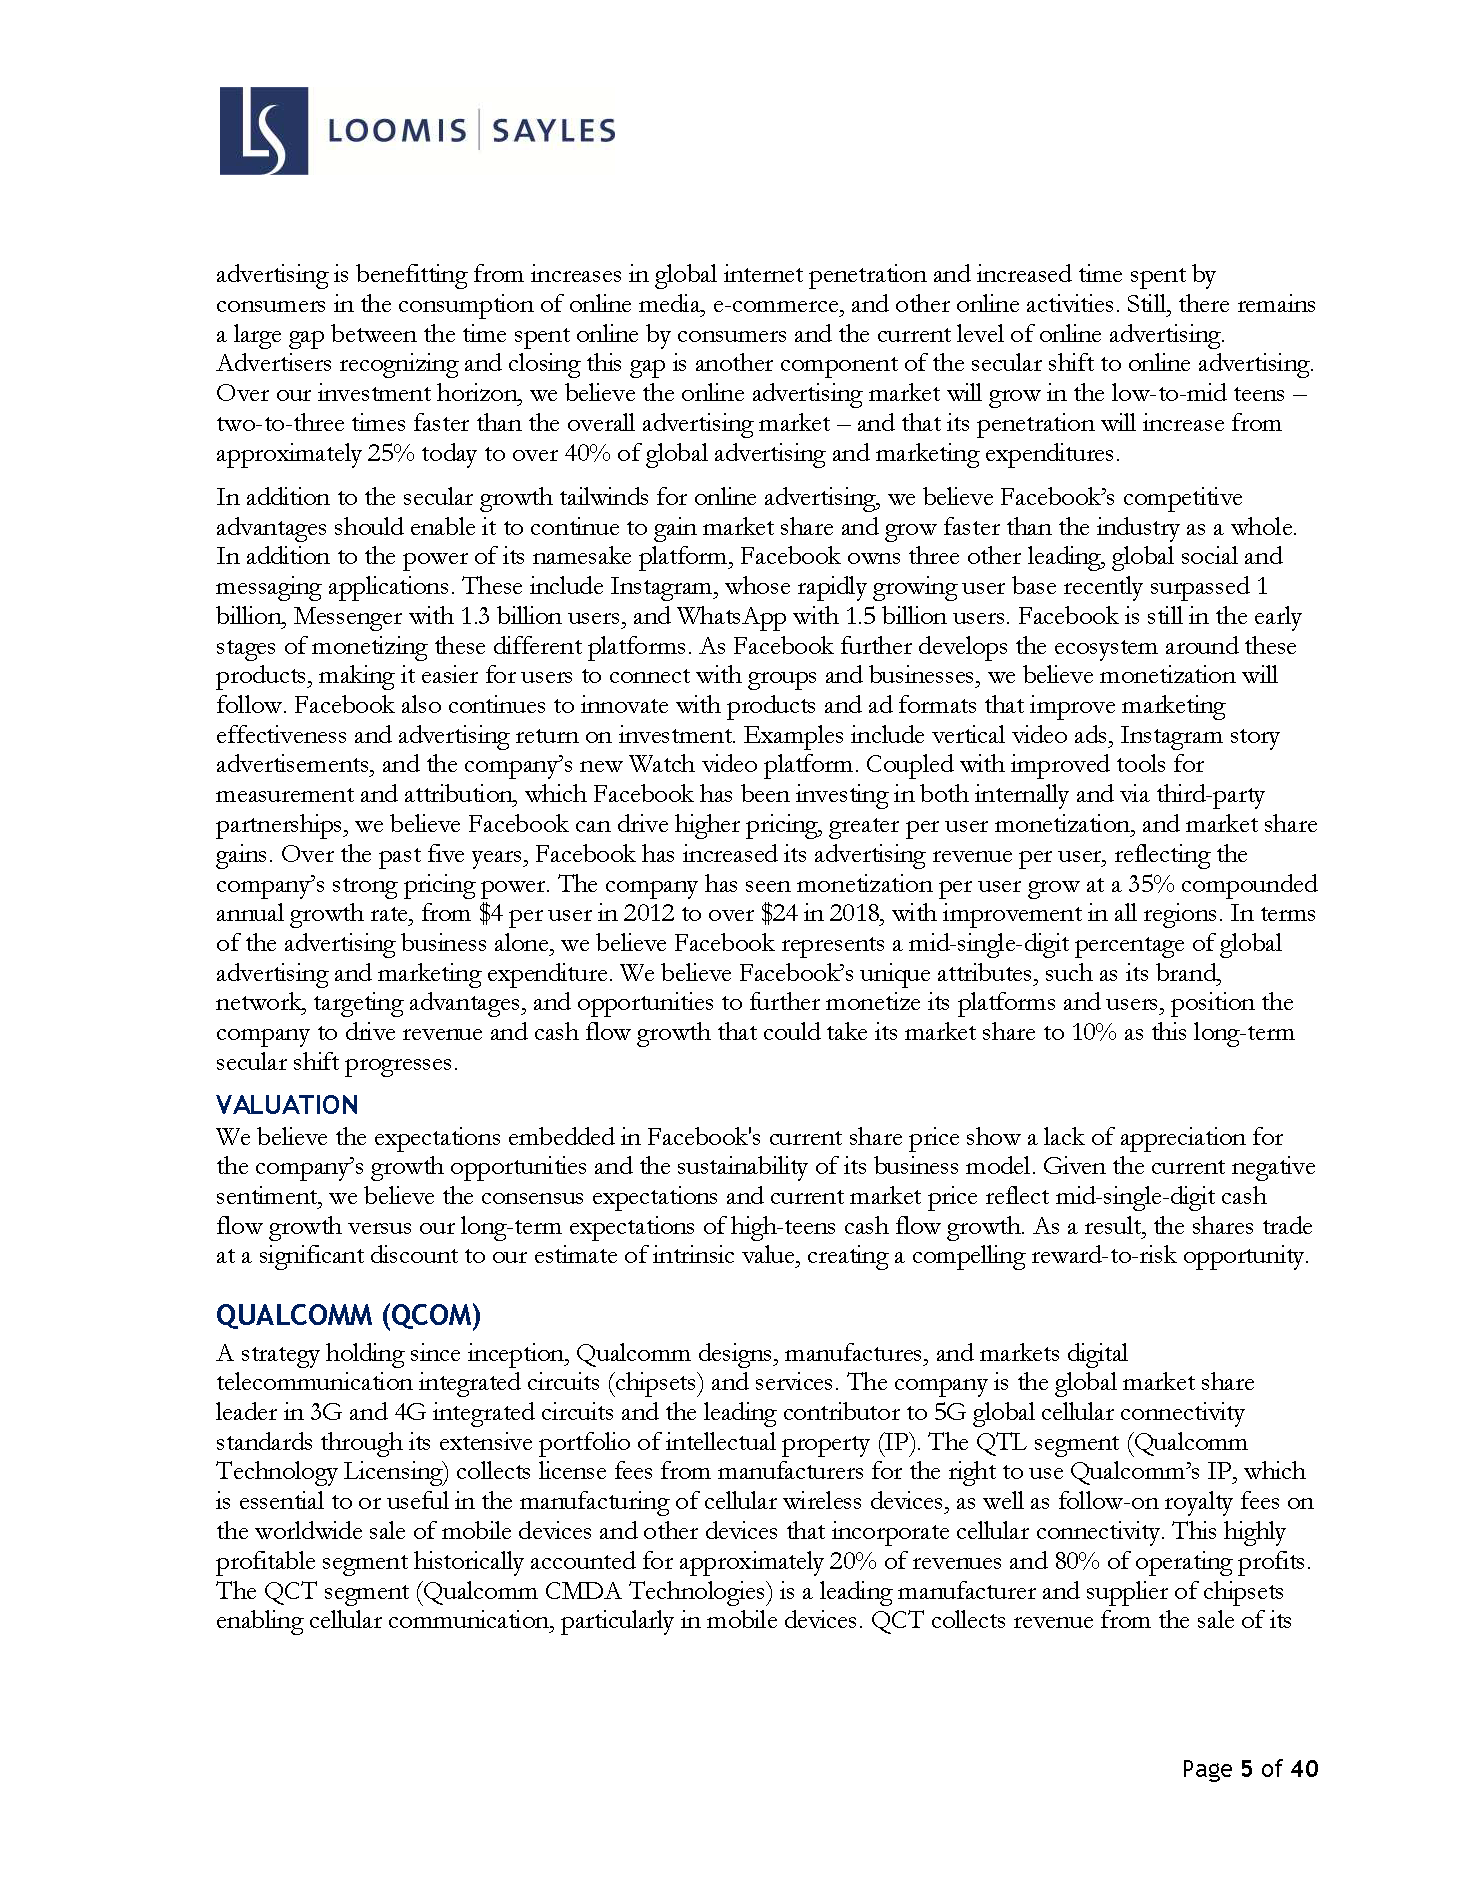 LS LOOMIS | SAYLES
advertising is benefitting from increases in global internet penetration and increased time spent by
consumers in the consumption of online media, e-commerce, and other online activities. Still, there remains
a large gap between the time spent online by consumers and the current level of online advertising.
Advertisers recognizing and closing this gap is another component of the secular shift to online advertising.
Over our investment horizon, we believe the online advertising market will grow in the low-to-mid teens –
two-to-three times faster than the overall advertising market – and that its penetration will increase from
approximately 25% today to over 40% of global advertising and marketing expenditures.
In addition to the secular growth tailwinds for online advertising, we believe Facebook’s competitive
advantages should enable it to continue to gain market share and grow faster than the industry as a whole.
In addition to the power of its namesake platform, Facebook owns three other leading, global social and
messaging applications. These include Instagram, whose rapidly growing user base recently surpassed 1
billion, Messenger with 1.3 billion users, and WhatsApp with 1.5 billion users. Facebook is still in the early
stages of monetizing these different platforms. As Facebook further develops the ecosystem around these
products, making it easier for users to connect with groups and businesses, we believe monetization will
follow. Facebook also continues to innovate with products and ad formats that improve marketing
effectiveness and advertising return on investment. Examples include vertical video ads, Instagram story
advertisements, and the company’s new Watch video platform. Coupled with improved tools for
measurement and attribution, which Facebook has been investing in both internally and via third-party
partnerships, we believe Facebook can drive higher pricing, greater per user monetization, and market share
gains. Over the past five years, Facebook has increased its advertising revenue per user, reflecting the
company’s strong pricing power. The company has seen monetization per user grow at a 35% compounded
annual growth rate, from $4 per user in 2012 to over $24 in 2018, with improvement in all regions. In terms
of the advertising business alone, we believe Facebook represents a mid-single-digit percentage of global
advertising and marketing expenditure. We believe Facebook’s unique attributes, such as its brand,
network, targeting advantages, and opportunities to further monetize its platforms and users, position the
company to drive revenue and cash flow growth that could take its market share to 10% as this long-term
secular shift progresses.
VALUATION
We believe the expectations embedded in Facebook's current share price show a lack of appreciation for
the company’s growth opportunities and the sustainability of its business model. Given the current negative
sentiment, we believe the consensus expectations and current market price reflect mid-single-digit cash
flow growth versus our long-term expectations of high-teens cash flow growth. As a result, the shares trade
at a significant discount to our estimate of intrinsic value, creating a compelling reward-to-risk opportunity.
QUALCOMM (QCOM)
A strategy holding since inception, Qualcomm designs, manufactures, and markets digital
telecommunication integrated circuits (chipsets) and services. The company is the global market share
leader in 3G and 4G integrated circuits and the leading contributor to 5G global cellular connectivity
standards through its extensive portfolio of intellectual property (IP). The QTL segment (Qualcomm
Technology Licensing) collects license fees from manufacturers for the right to use Qualcomm’s IP, which
is essential to or useful in the manufacturing of cellular wireless devices, as well as follow-on royalty fees on
the worldwide sale of mobile devices and other devices that incorporate cellular connectivity. This highly
profitable segment historically accounted for approximately 20% of revenues and 80% of operating profits.
The QCT segment (Qualcomm CMDA Technologies) is a leading manufacturer and supplier of chipsets
enabling cellular communication, particularly in mobile devices. QCT collects revenue from the sale of its
Page 5 of 40